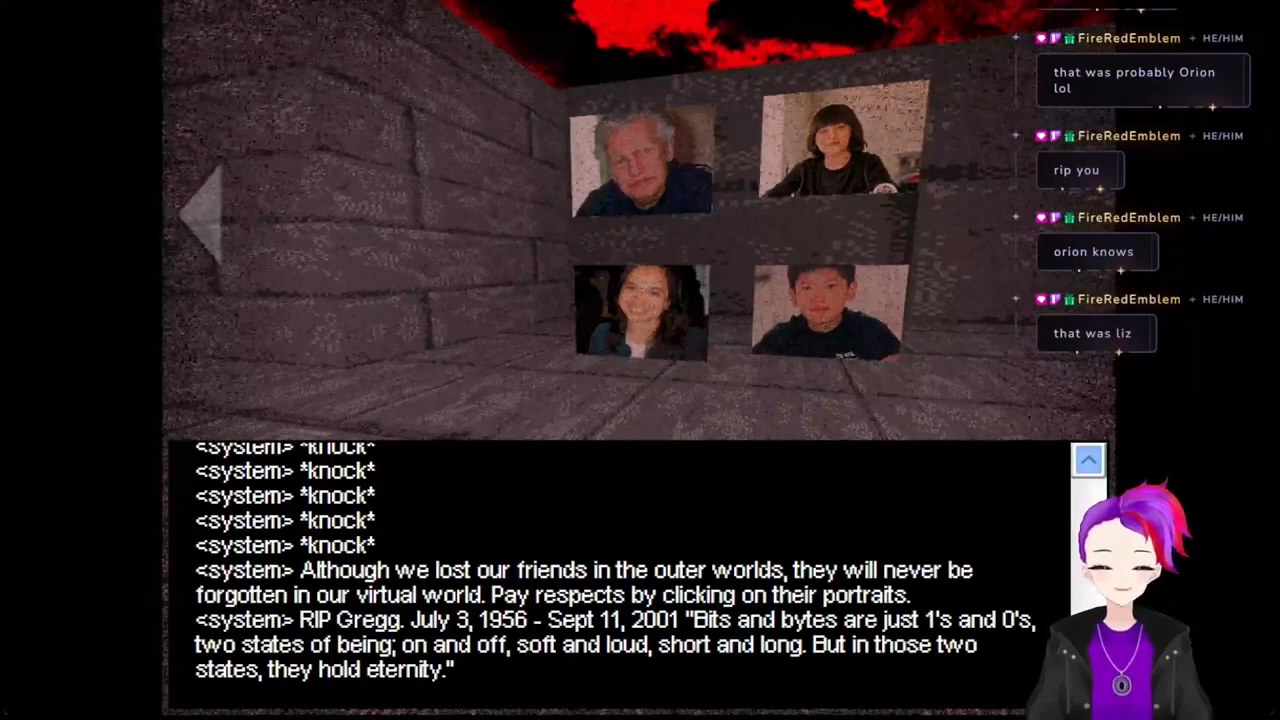 FireRedEmblem + HE/HIM
that was probably Orion
lol
FireRedEmblem + HE/HIM
rip you
FireRedEmblem + HE/HIM
orion knows
FireRedEmblem + HE/HIM
that was liz
<system> *knock*
<system> *knock*
<system> *knock*
<system> *knock*
<system> *knock*
<system> Although we lost our friends in the outer worlds, they will never be
forgotten in our virtual world. Pay respects by clicking on their portraits.
<system> RIP Gregg. July 3, 1956 - Sept 11, 2001 "Bits and bytes are just 1's and 0's,
two states of being; on and off, soft and loud, short and long. But in those two
states, they hold eternity."